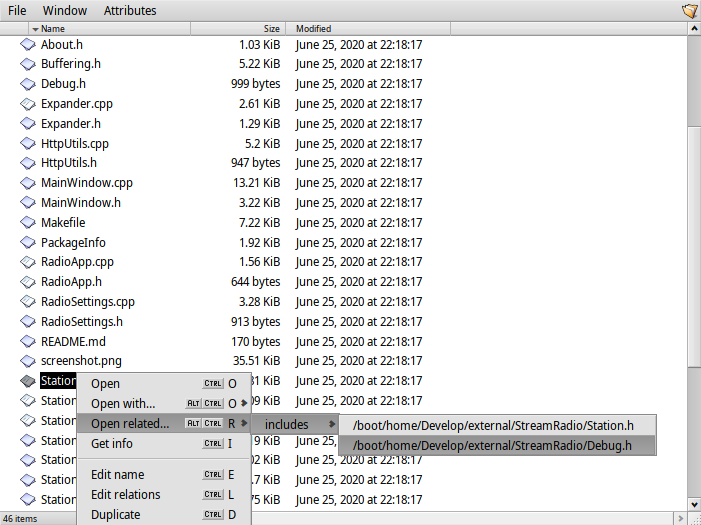 File Window Attributes
Name Size Modified
About.h 1.03 KiB June 25, 2020 at 22:18:17
Buffering.h 5.22 KiB June 25, 2020 at 22:18:17
Debug.h 999 bytes June 25, 2020 at 22:18:17
Expander.cpp 2.61 KiB June 25, 2020 at 22:18:17
Expander.h 1.29 KiB June 25, 2020 at 22:18:17
HttpUtils.cpp 5.2 KiB June 25, 2020 at 22:18:17
HttpUtils.h 947 bytes June 25, 2020 at 22:18:17
MainWindow.cpp 13.21 KiB June 25, 2020 at 22:18:17
MainWindow.h 3.22 KiB June 25, 2020 at 22:18:17
Makefile 7.22 KiB June 25, 2020 at 22:18:17
PackageInfo 1.92 KiB June 25, 2020 at 22:18:17
RadioApp.cpp 1.56 KiB June 25, 2020 at 22:18:17
RadioApp.h 644 bytes June 25, 2020 at 22:18:17
RadioSettings.cpp 3.28 KiB June 25, 2020 at 22:18:17
RadioSettings.h 913 bytes June 25, 2020 at 22:18:17
README.md 170 bytes June 25, 2020 at 22:18:17
screenshot.png 35.51 KiB June 25, 2020 at 22:18:17
Station Open CTRL O 31 KiB June 25, 2020 at 22:18:17
Station Open with... ALT CTRL O 09 KiB June 25, 2020 at 22:18:17
Station Open related... ALT CTRL R includes /boot/home/Develop/external/StreamRadio/Station.h
Station Get info CTRL I 9 KiB /boot/home/Develop/external/StreamRadio/Debug.h
Station Edit name CTRL E 02 KiB June 25, 2020 at 22:18:17
Station Edit relations CTRL L .7 KiB June 25, 2020 at 22:18:17
Station Duplicate CTRL D 75 KiB June 25, 2020 at 22:18:17
46 items